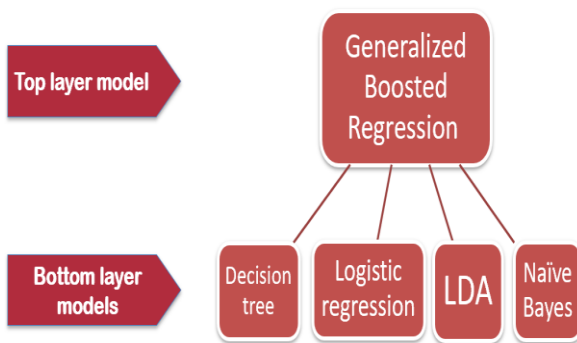 Top layer model
Generalized
Boosted
Regression
Bottom layer
models
Decision
tree
Logistic
regression
LDA
Naïve
Bayes